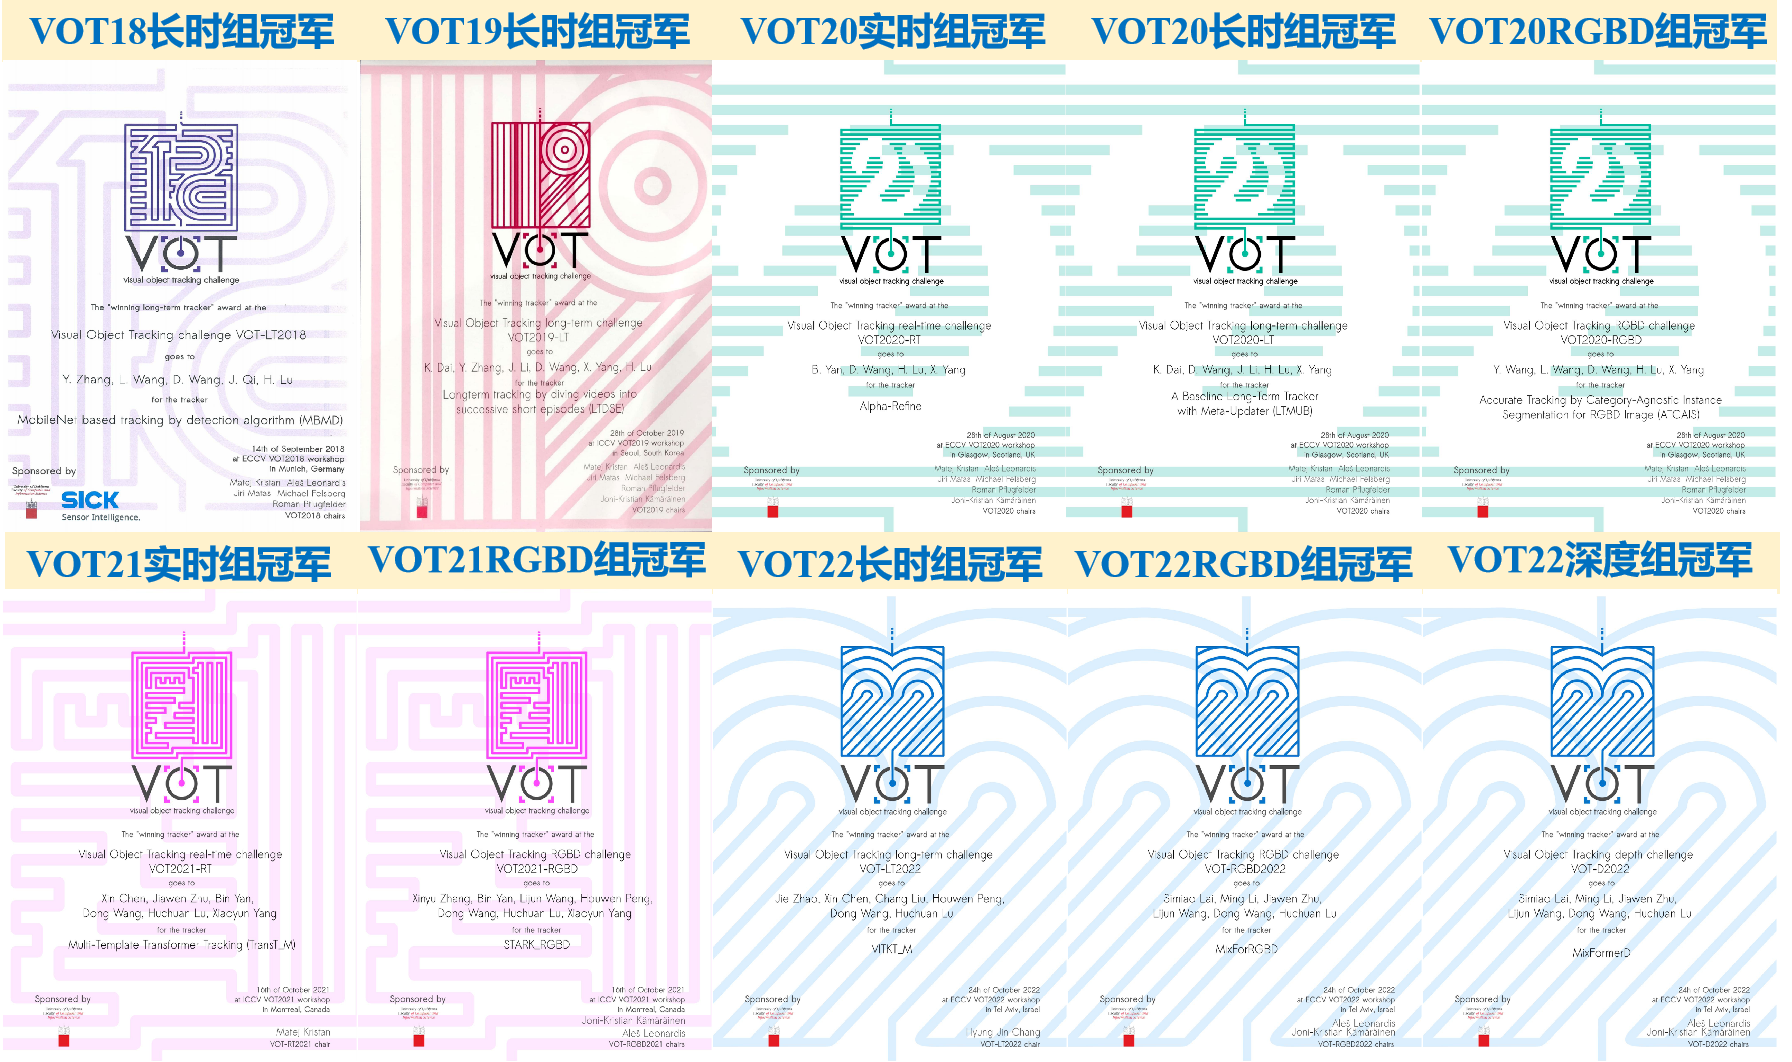 VOT18长时组冠军
VOT
visual object tracking challenge
The "winning long-term tracker" award at the
Visual Object Tracking challenge VOT-LT2018
goes to
Y. Zhang, L. Wang, D. Wang, J. Qi, H. Lu
for the tracker
MobileNet based tracking by detection algorithm (MBMD)
14th of September 2018
at ECCV VOT2018 workshop
in Munich, Germany
Sponsored by
SICK
Sensor Intelligence.
Matej Kristan Aleš Leonardis
Jiri Matas Michael Felsberg
Roman Pflugfelder
VOT2018 chairs
VOT19长时组冠军
VOT
visual object tracking challenge
The "winning tracker" award at the
Visual Object Tracking long-term challenge
VOT2019-LT
goes to
K. Dai, Y. Zhang, J. Li, D. Wang, X. Yang, H. Lu
for the tracker
Longterm tracking by diving videos into
successive short episodes (LTDSE)
28th of October 2019
at ICCV VOT2019 workshop
in Seoul, South Korea
Sponsored by
Matej Kristan Aleš Leonardis
Jiri Matas Michael Felsberg
Roman Pflugfelder
Joni-Kristian Kämäräinen
VOT2019 chairs
VOT20实时组冠军
VOT
visual object tracking challenge
The "winning tracker" award at the
Visual Object Tracking real-time challenge
VOT2020-RT
goes to
B. Yan, D. Wang, H. Lu, X. Yang
for the tracker
Alpha-Refine
28th of August 2020
at ECCV VOT2020 workshop
in Glasgow, Scotland, UK
Sponsored by
Matej Kristan Aleš Leonardis
Jiri Matas Michael Felsberg
Roman Pflugfelder
Joni-Kristian Kämäräinen
VOT2020 chairs
VOT20长时组冠军
VOT
visual object tracking challenge
The "winning tracker" award at the
Visual Object Tracking long-term challenge
VOT2020-LT
goes to
K. Dai, D. Wang, J. Li, H. Lu, X. Yang
for the tracker
A Baseline Long-Term Tracker
with Meta-Updater (LTMUB)
28th of August 2020
at ECCV VOT2020 workshop
in Glasgow, Scotland, UK
Sponsored by
Matej Kristan Aleš Leonardis
Jiri Matas Michael Felsberg
Roman Pflugfelder
Joni-Kristian Kämäräinen
VOT2020 chairs
VOT20RGBD组冠军
VOT
visual object tracking challenge
The "winning tracker" award at the
Visual Object Tracking RGBD challenge
VOT2020-RGBD
goes to
Y. Wang, L. Wang, D. Wang, H. Lu, X. Yang
for the tracker
Accurate Tracking by Category-Agnostic Instance
Segmentation for RGBD Image (ATCAIS)
28th of August 2020
at ECCV VOT2020 workshop
in Glasgow, Scotland, UK
Sponsored by
Matej Kristan Aleš Leonardis
Jiri Matas Michael Felsberg
Roman Pflugfelder
Joni-Kristian Kämäräinen
VOT2020 chairs
VOT21实时组冠军
VOT
visual object tracking challenge
The "winning tracker" award at the
Visual Object Tracking real-time challenge
VOT2021-RT
goes to
Xin Chen, Jiawen Zhu, Bin Yan,
Dong Wang, Huchuan Lu, Xiaoyun Yang
for the tracker
Multi-Template Transformer Tracking (TransT_M)
16th of October 2021
at ICCV VOT2021 workshop
in Montreal, Canada
Sponsored by
Matej Kristan
VOT-RT2021 chair
VOT21RGBD组冠军
VOT
visual object tracking challenge
The "winning tracker" award at the
Visual Object Tracking RGBD challenge
VOT2021-RGBD
goes to
Xinyu Zhang, Bin Yan, Lijun Wang, Houwen Peng,
Dong Wang, Huchuan Lu, Xiaoyun Yang
for the tracker
STARK_RGBD
16th of October 2021
at ICCV VOT2021 workshop
in Montreal, Canada
Sponsored by
Joni-Kristian Kämäräinen
Aleš Leonardis
VOT-RGBD2021 chairs
VOT22长时组冠军
VOT
visual object tracking challenge
The "winning tracker" award at the
Visual Object Tracking long-term challenge
VOT-LT2022
goes to
Jie Zhao, Xin Chen, Chang Liu, Houwen Peng,
Dong Wang, Huchuan Lu
for the tracker
VITKT_M
24th of October 2022
at ECCV VOT2022 workshop
in Tel Aviv, Israel
Sponsored by
Hyung Jin Chang
VOT-LT2022 chair
VOT22RGBD组冠军
VOT
visual object tracking challenge
The "winning tracker" award at the
Visual Object Tracking RGBD challenge
VOT-RGBD2022
goes to
Simiao Lai, Ming Li, Jiawen Zhu,
Lijun Wang, Dong Wang, Huchuan Lu
for the tracker
MixForRGBD
24th of October 2022
at ECCV VOT2022 workshop
in Tel Aviv, Israel
Sponsored by
Aleš Leonardis
Joni-Kristian Kämäräinen
VOT-RGBD2022 chairs
VOT22深度组冠军
VOT
visual object tracking challenge
The "winning tracker" award at the
Visual Object Tracking depth challenge
VOT-D2022
goes to
Simiao Lai, Ming Li, Jiawen Zhu,
Lijun Wang, Dong Wang, Huchuan Lu
for the tracker
MixFormerD
24th of October 2022
at ECCV VOT2022 workshop
in Tel Aviv, Israel
Sponsored by
Aleš Leonardis
Joni-Kristian Kämäräinen
VOT-D2022 chairs